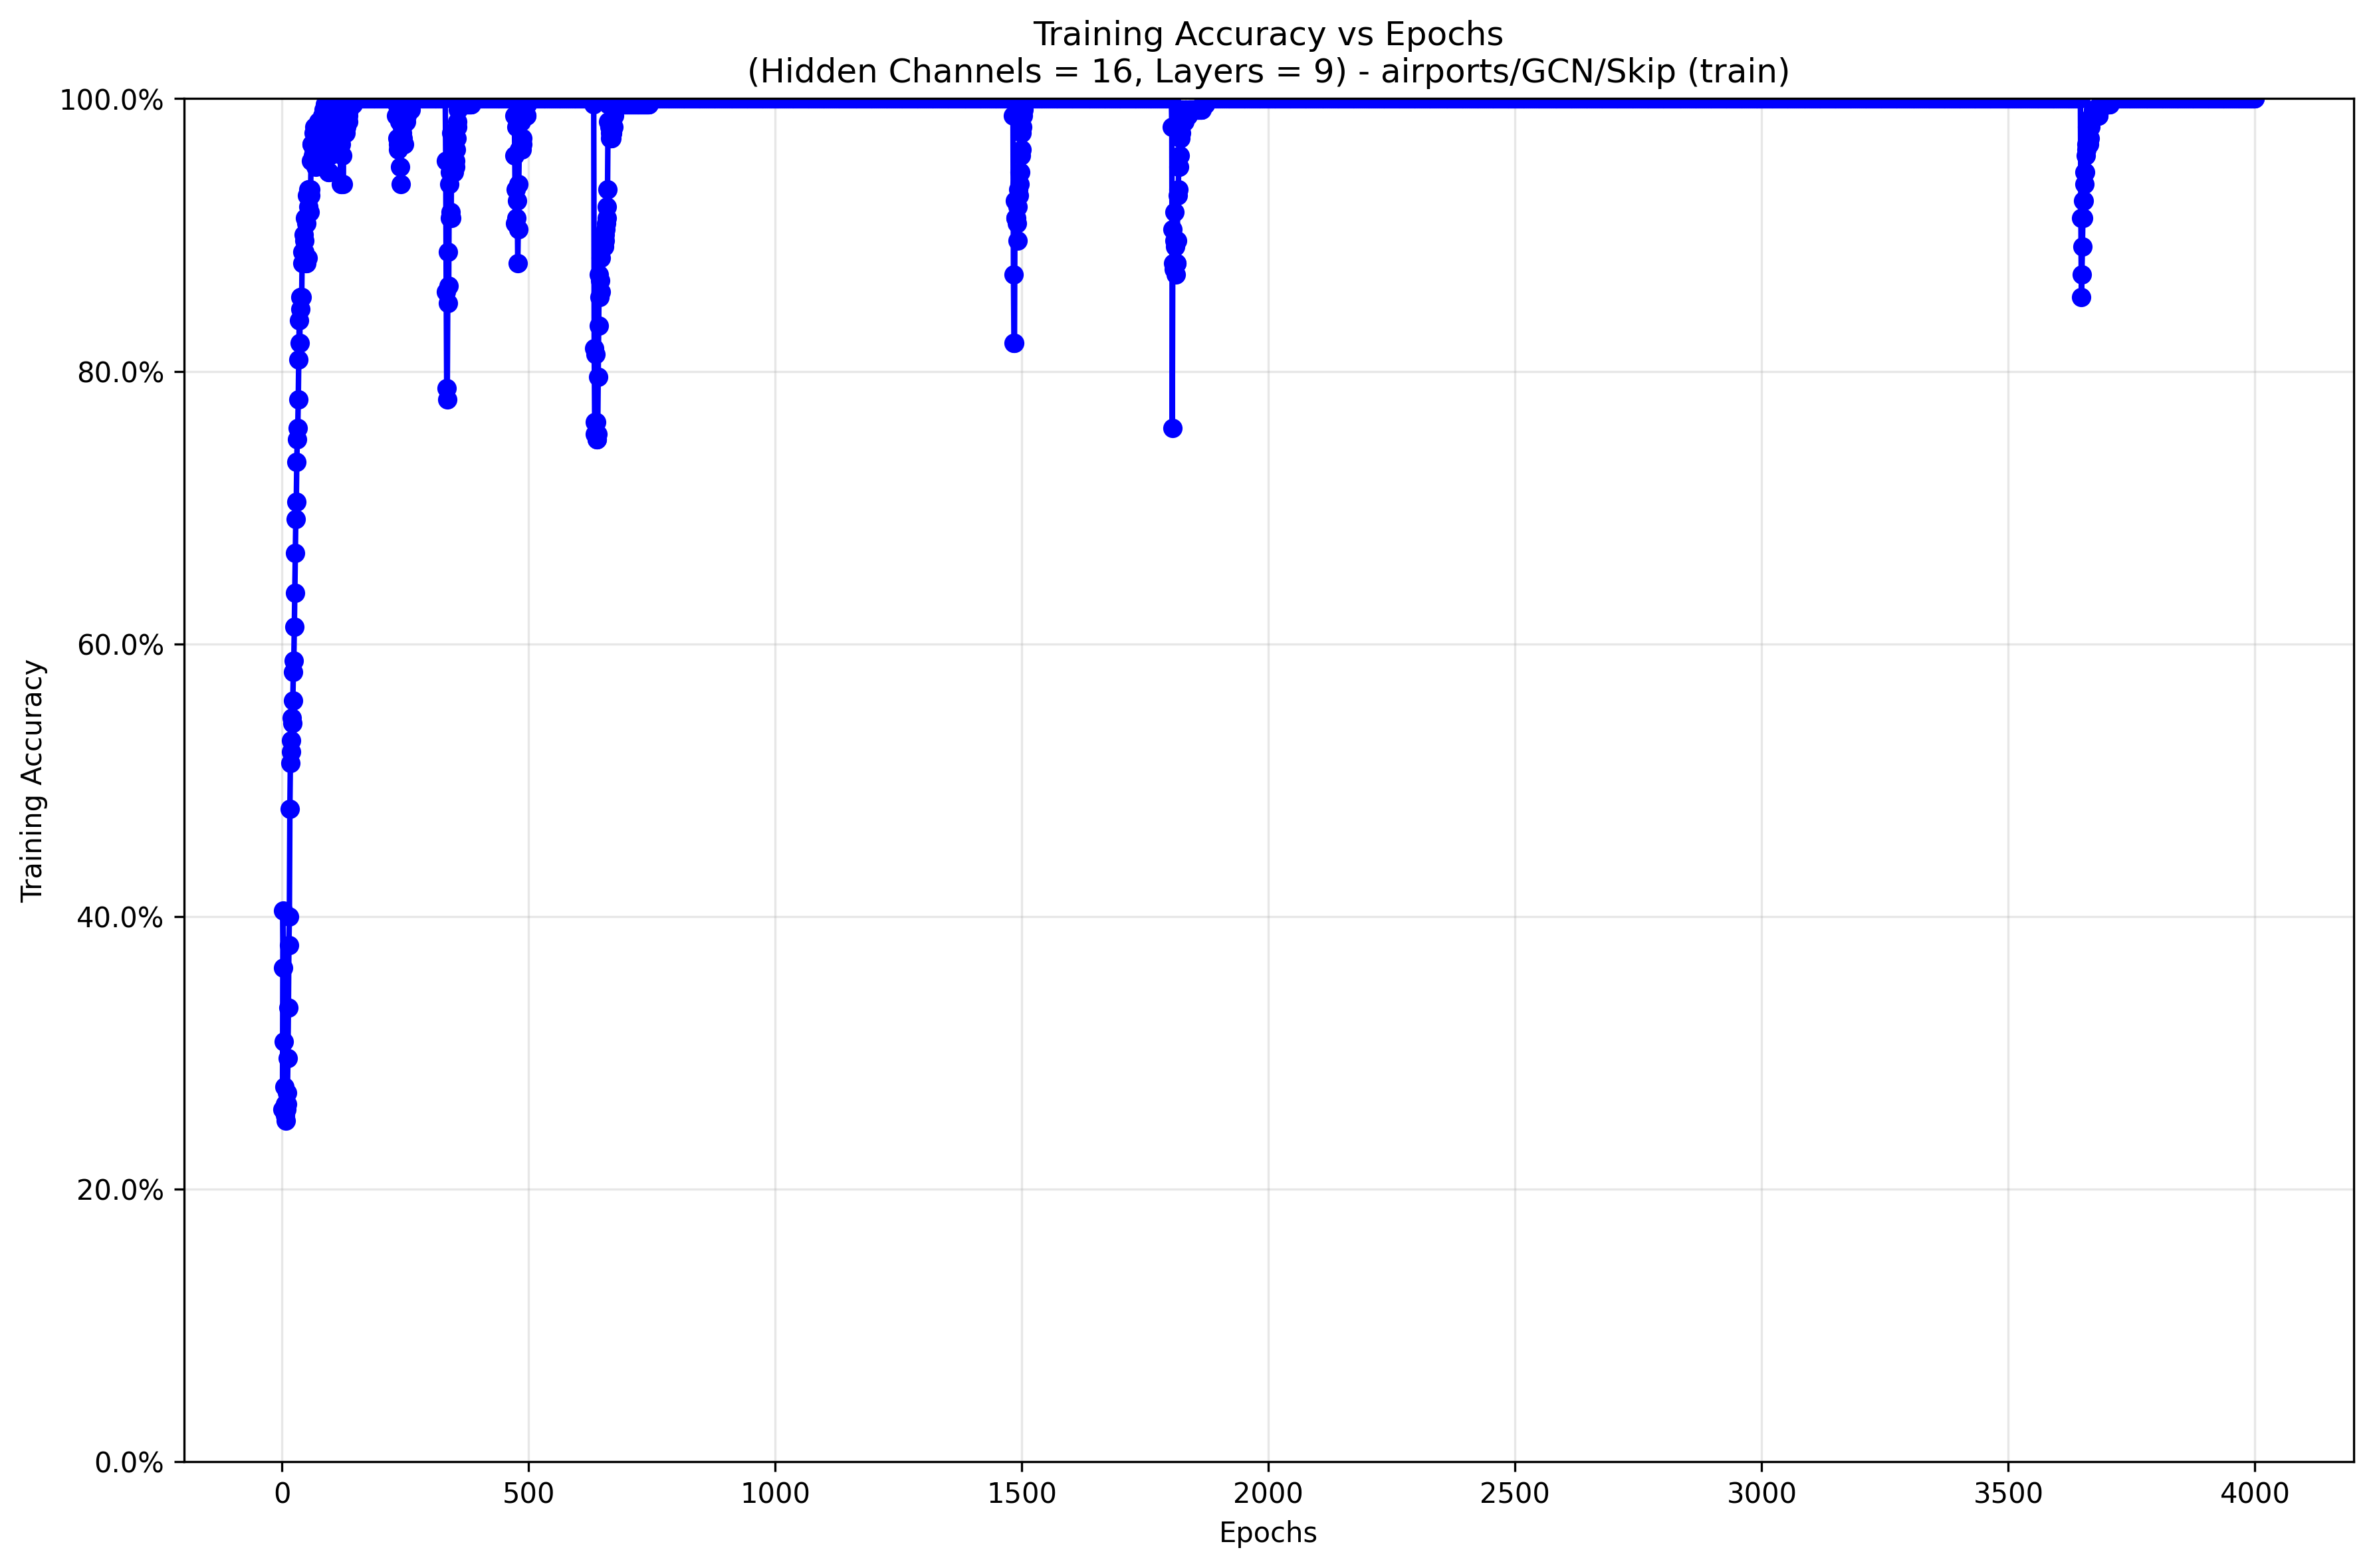 Training Accuracy vs Epochs
(Hidden Channels = 16, Layers = 9) - airports/GCN/Skip (train)
Training Accuracy
100.0%
80.0%
60.0%
40.0%
20.0%
0.0%
0 500 1000 1500 2000 2500 3000 3500 4000
Epochs